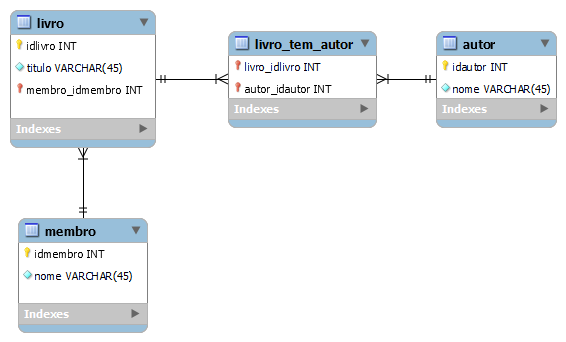 livro
idlivro INT
titulo VARCHAR(45)
membro_idmembro INT
Indexes
livro_tem_autor
livro_idlivro INT
autor_idautor INT
Indexes
autor
idautor INT
nome VARCHAR(45)
Indexes
membro
idmembro INT
nome VARCHAR(45)
Indexes